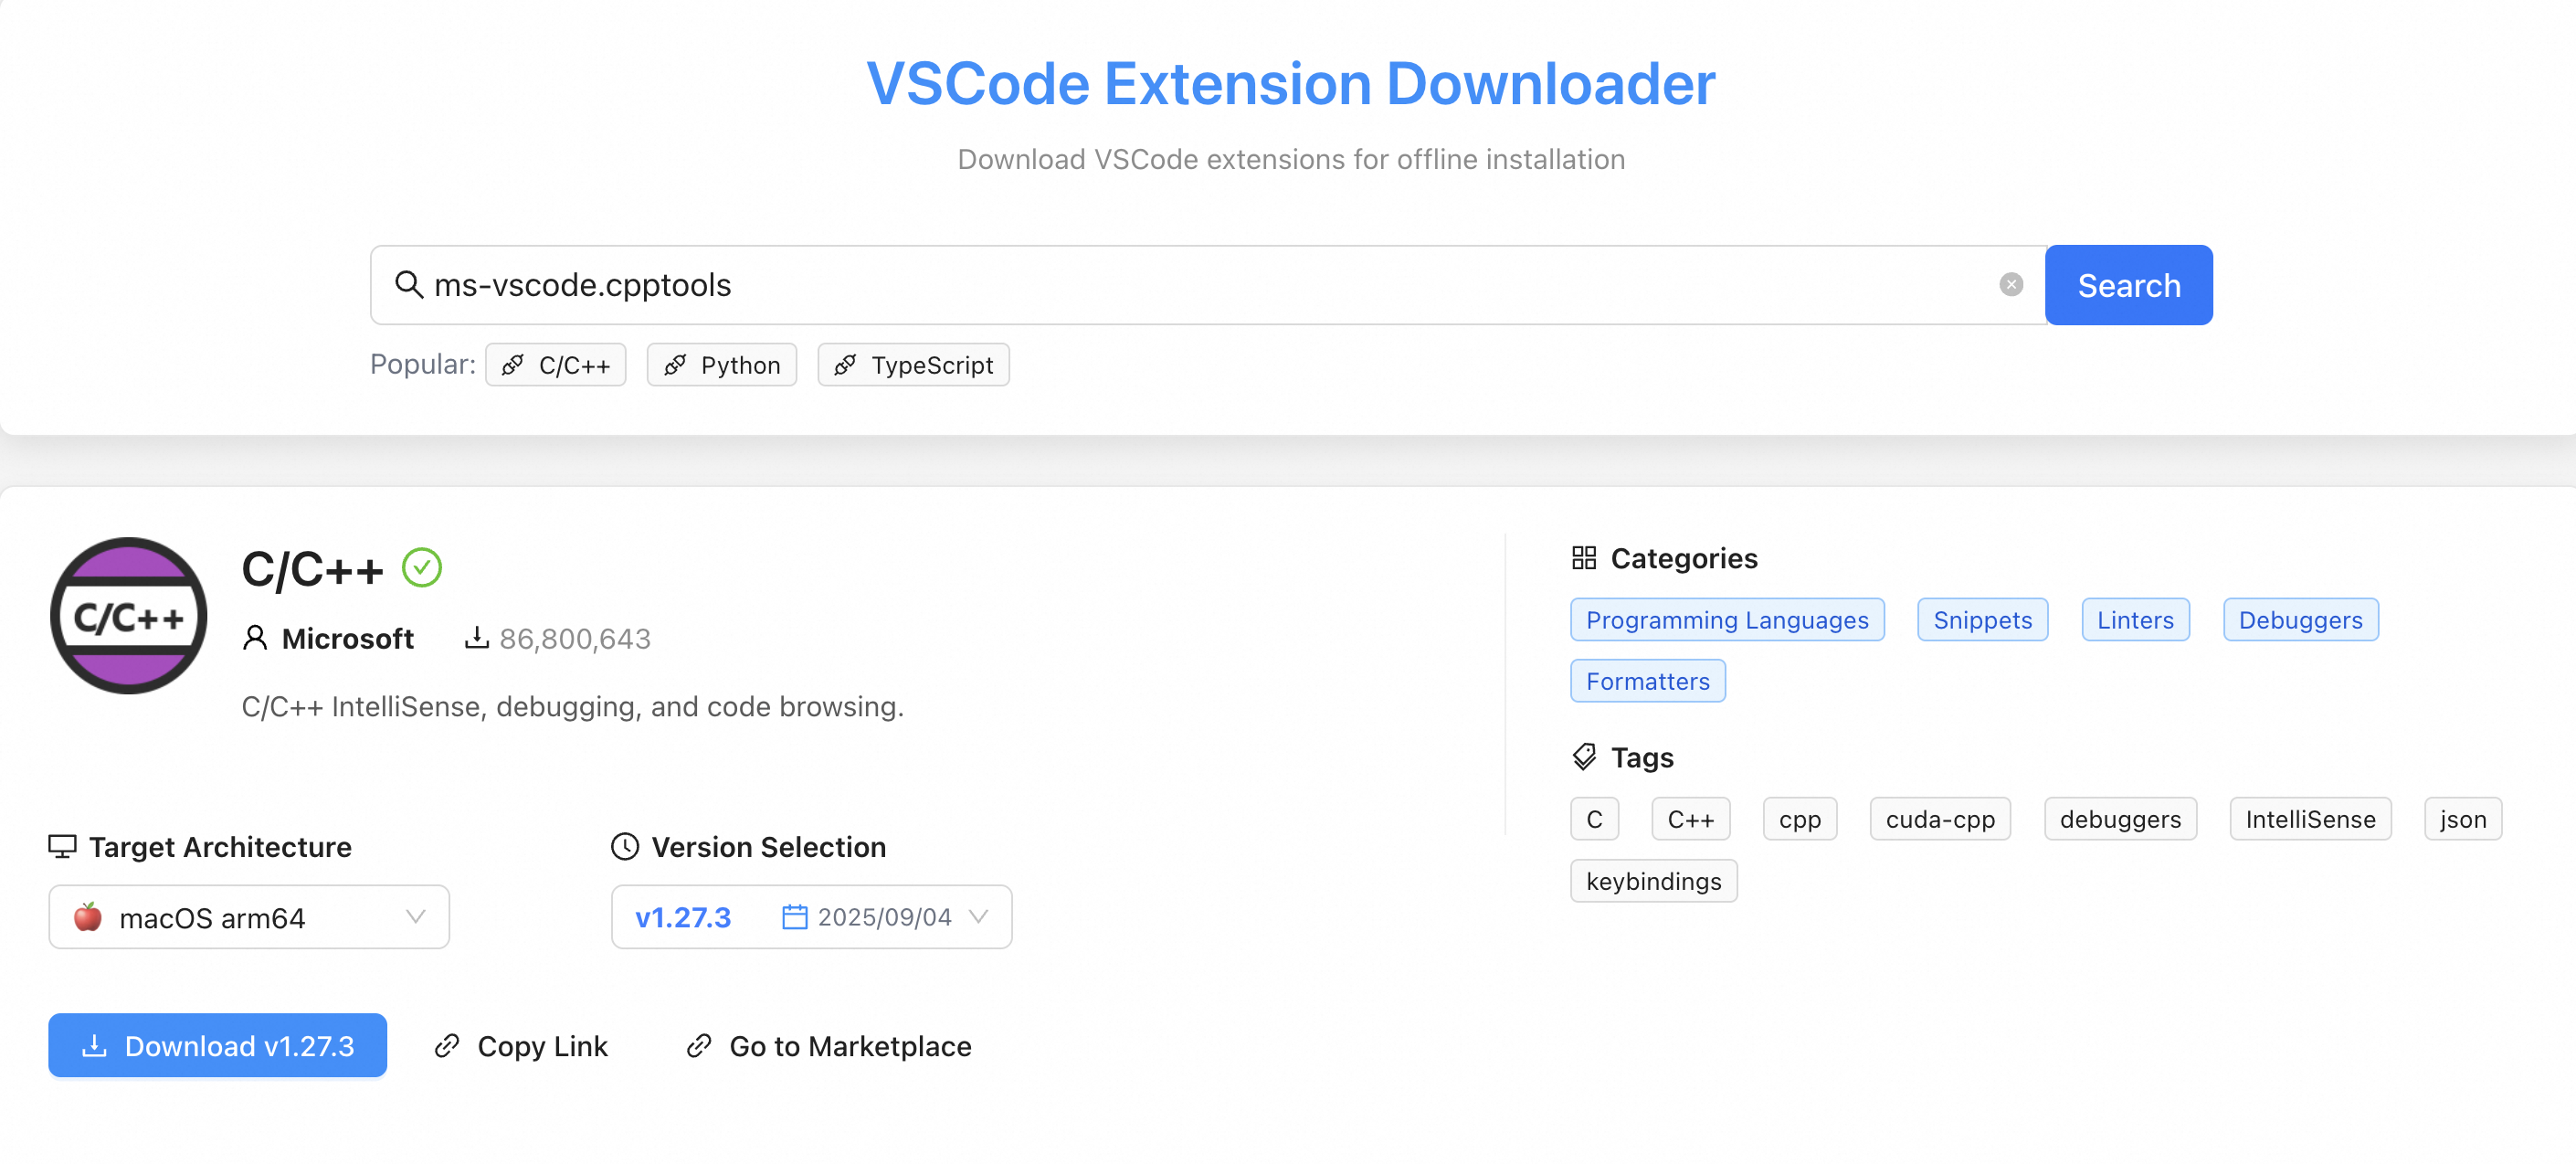 VSCode Extension Downloader
Download VSCode extensions for offline installation
ms-vscode.cpptools
Search
Popular: C/C++ Python TypeScript
C/C++
C/C++
Microsoft 86,800,643
C/C++ IntelliSense, debugging, and code browsing.
Target Architecture
macOS arm64
Version Selection
v1.27.3 2025/09/04
Download v1.27.3 Copy Link Go to Marketplace
Categories
Programming Languages Snippets Linters Debuggers
Formatters
Tags
C C++ cpp cuda-cpp debuggers IntelliSense json
keybindings